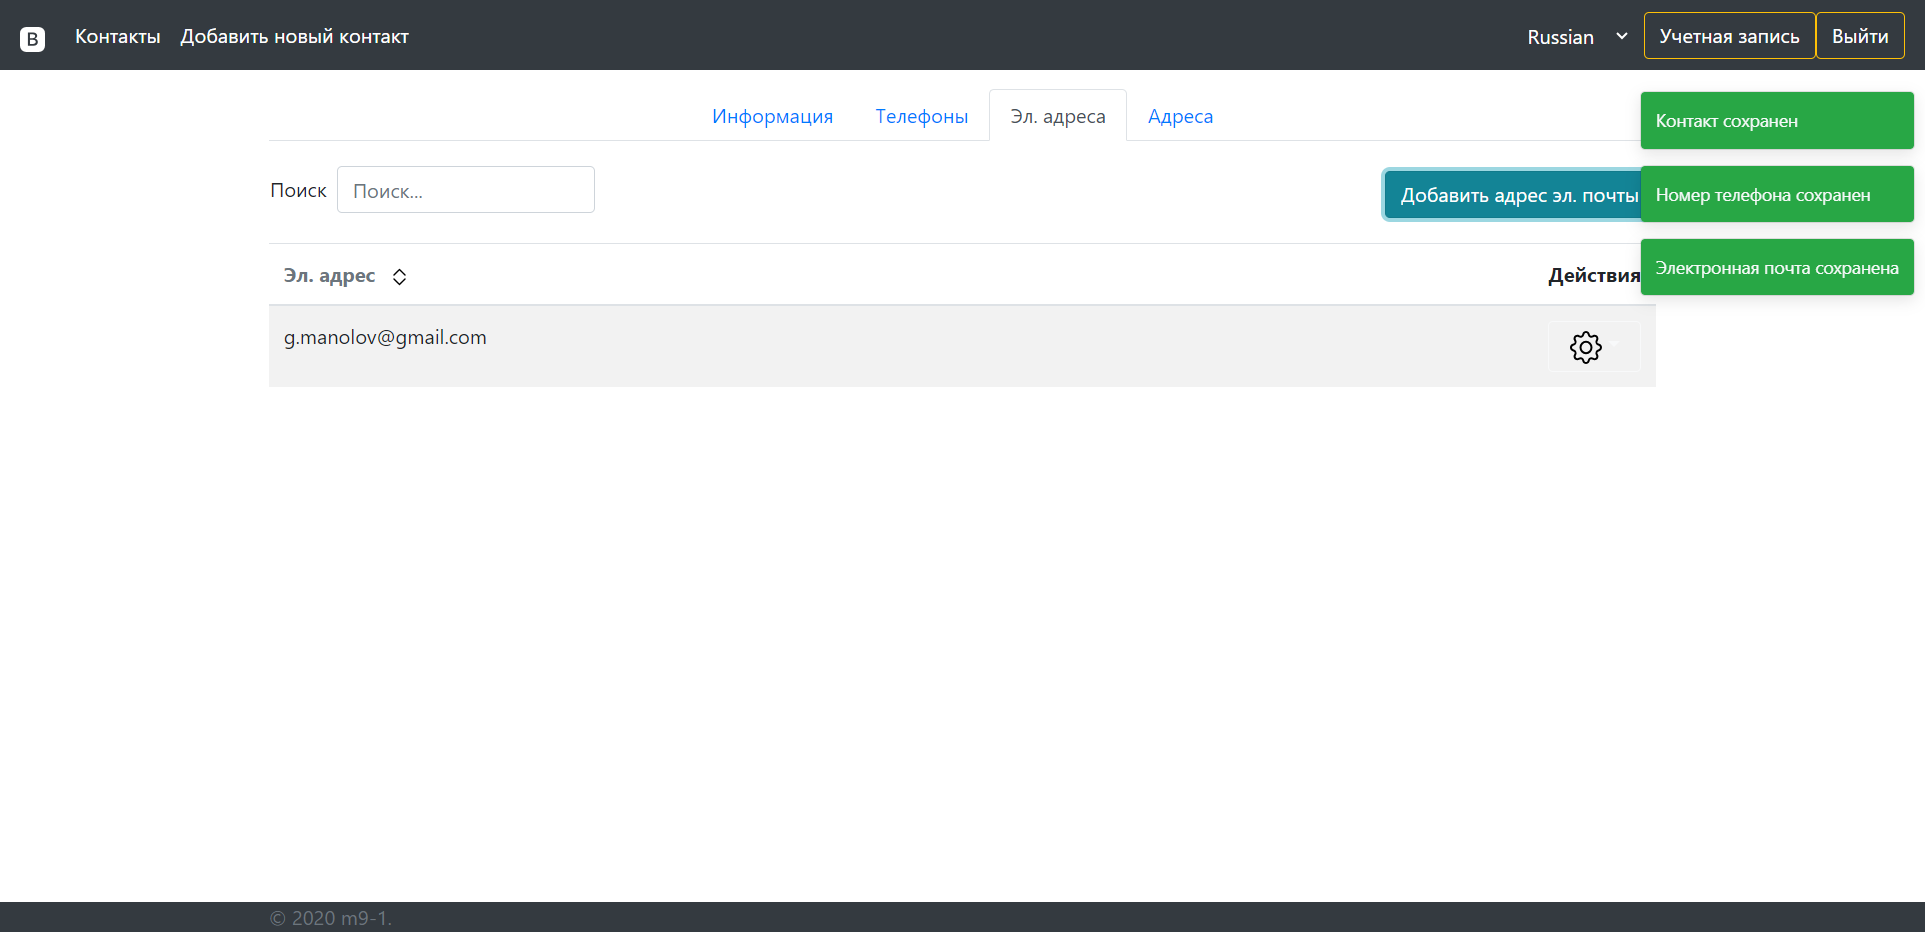 B Контакты Добавить новый контакт Russian Учетная запись Выйти
Информация Телефоны Эл. адреса Адреса
Контакт сохранен
Поиск Поиск... Добавить адрес эл. почты
Номер телефона сохранен
Электронная почта сохранена
Эл. адрес Действия
g.manolov@gmail.com
© 2020 m9-1.